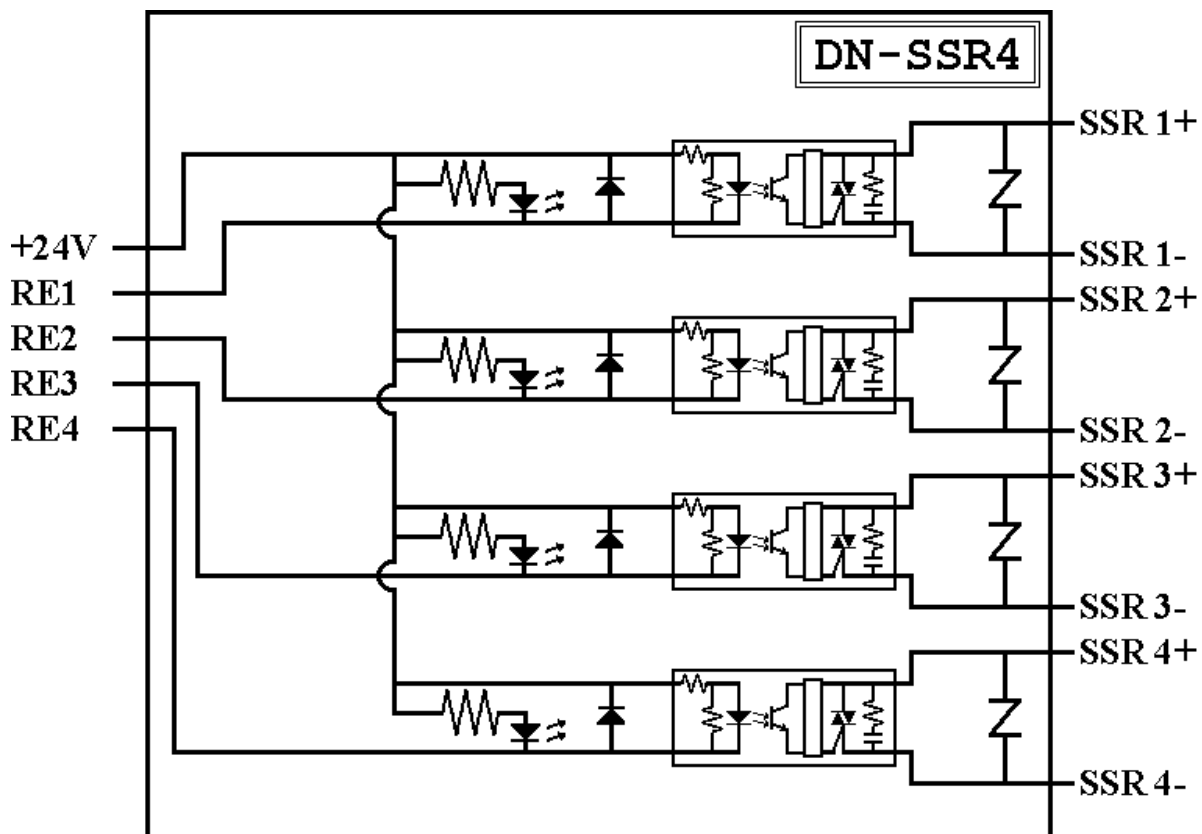 DN-SSR4
+24V
RE1
RE2
RE3
RE4
SSR 1+
SSR 1-
SSR 2+
SSR 2-
SSR 3+
SSR 3-
SSR 4+
SSR 4-